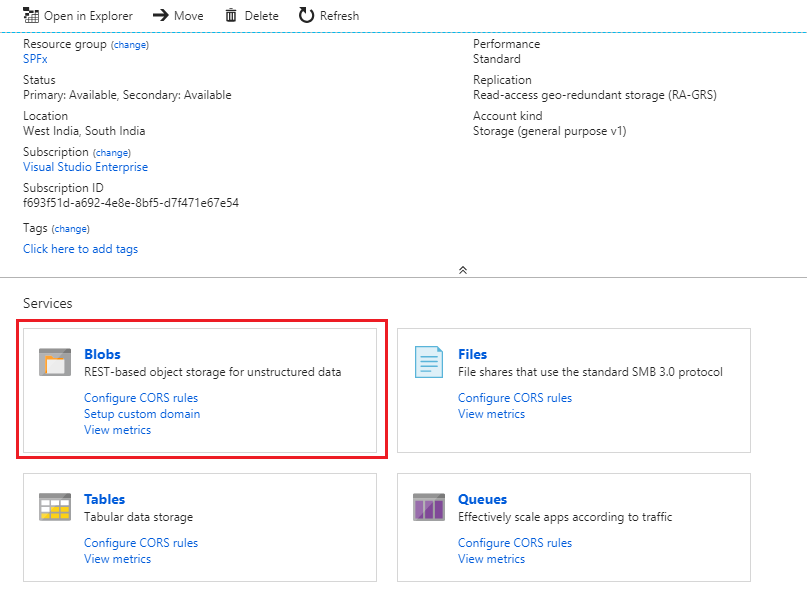 Open in Explorer Move Delete Refresh
Resource group (change)
SPFx
Status
Primary: Available, Secondary: Available
Location
West India, South India
Subscription (change)
Visual Studio Enterprise
Subscription ID
f693f51d-a692-4e8e-8bf5-d7f471e67e54
Tags (change)
Click here to add tags
Performance
Standard
Replication
Read-access geo-redundant storage (RA-GRS)
Account kind
Storage (general purpose v1)
Services
Blobs
REST-based object storage for unstructured data
Configure CORS rules
Setup custom domain
View metrics
Files
File shares that use the standard SMB 3.0 protocol
Configure CORS rules
View metrics
Tables
Tabular data storage
Configure CORS rules
View metrics
Queues
Effectively scale apps according to traffic
Configure CORS rules
View metrics